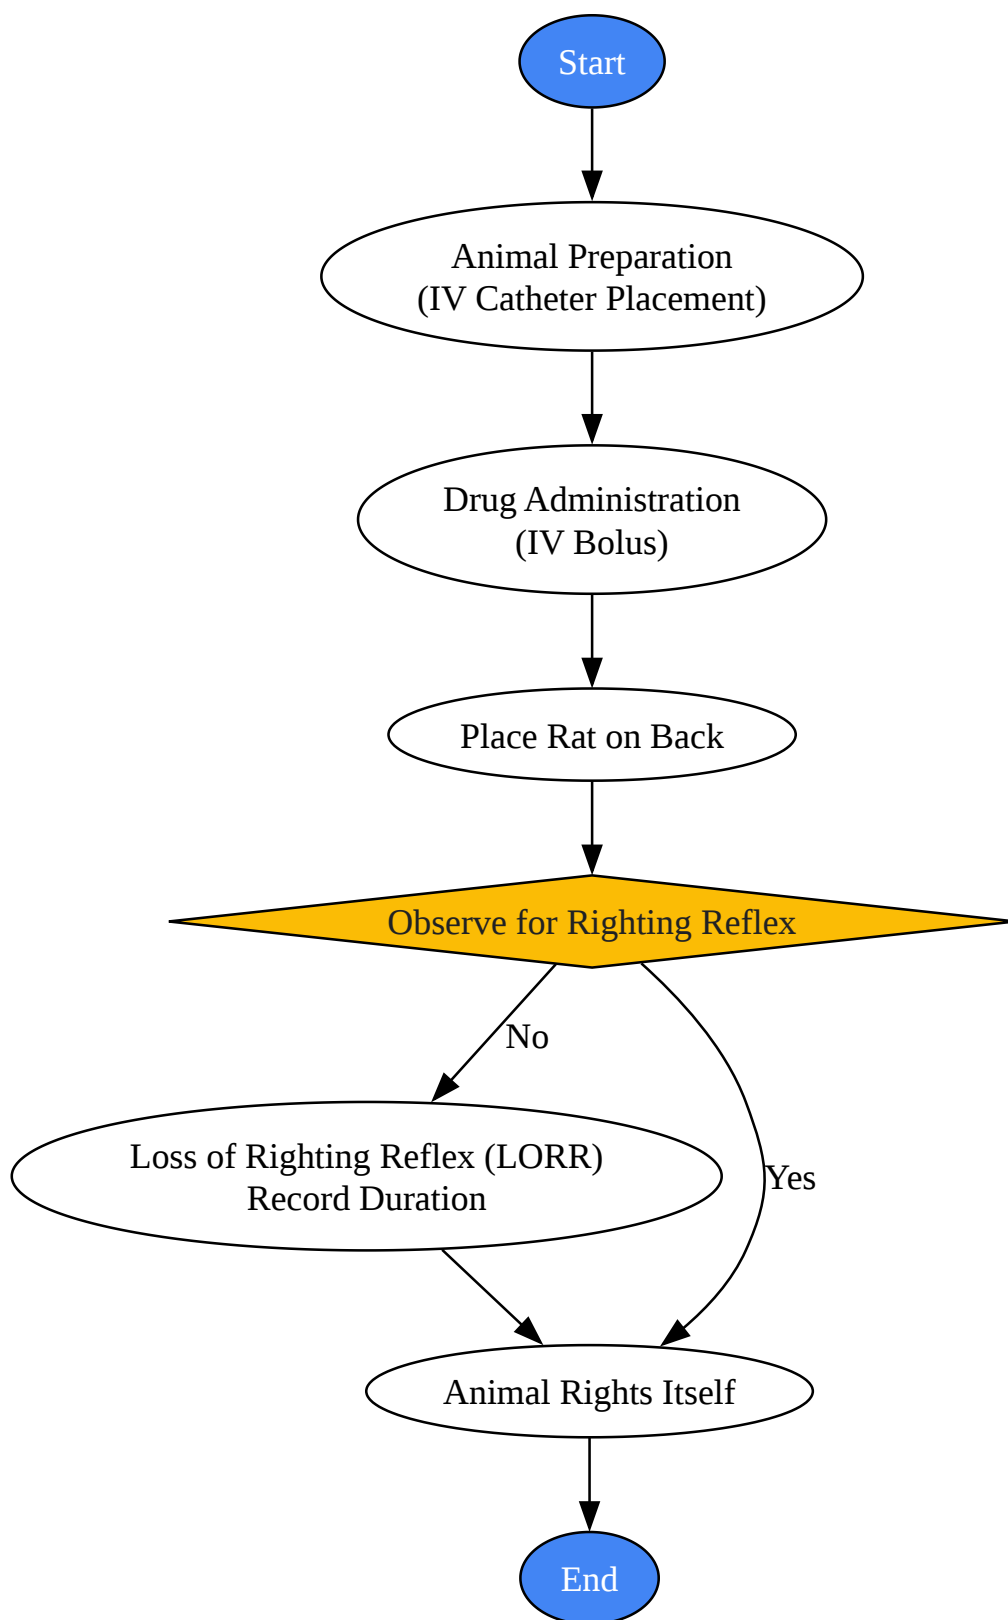 Start
Animal Preparation
(IV Catheter Placement)
Drug Administration
(IV Bolus)
Place Rat on Back
Observe for Righting Reflex
No
Loss of Righting Reflex (LORR)
Record Duration
Yes
Animal Rights Itself
End